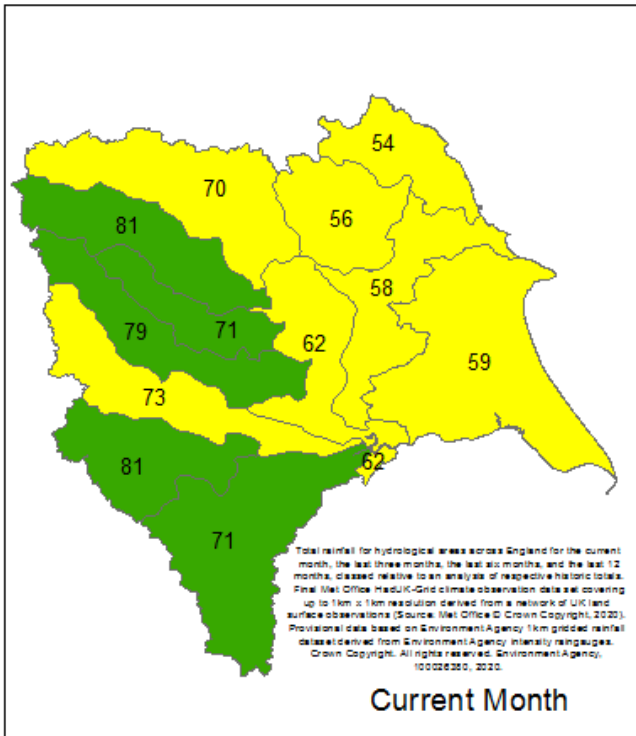 54
70
56
81
58
71
79
62
59
73
62
81
71
Total rainfall for hydrological areas across England for the current
month, the last three months, the last six months, and the last 12
months, classed relative to an analysis of respective historic totals.
Final Met Office HadUK-Grid climate observation data set covering
up to 1km x 1km resolution derived from a network of UK land
surface observations (Source: Met Office © Crown Copyright, 2020).
Provisional data based on Environment Agency 1km gridded rainfall
dataset derived from Environment Agency intensity raingauges.
Crown Copyright. All rights reserved. Environment Agency,
100026380, 2020.
Current Month